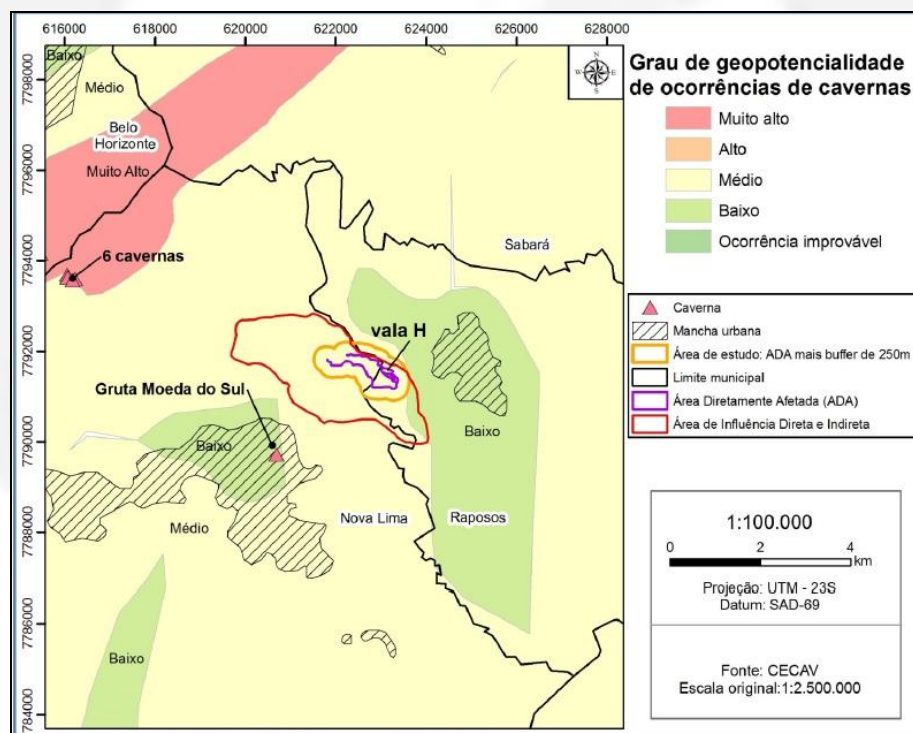 616000 618000 620000 622000 624000 626000 628000
7798000
7796000
7794000
7792000
7790000
7788000
7786000
7784000
Baixo
Médio
Belo
Horizonte
Muito Alto
6 cavernas
Sabará
vala H
Gruta Moeda do Sul
Baixo
Baixo
Médio
Nova Lima
Raposos
Baixo
N
E
S
Grau de geopotencialidade
de ocorrências de cavernas
Muito alto
Alto
Médio
Baixo
Ocorrência improvável
Caverna
Mancha urbana
Área de estudo: ADA mais buffer de 250m
Limite municipal
Área Diretamente Afetada (ADA)
Área de Influência Direta e Indireta
1:100.000
0 2 4
km
Projeção: UTM - 23S
Datum: SAD-69
Fonte: CECAV
Escala original:1:2.500.000